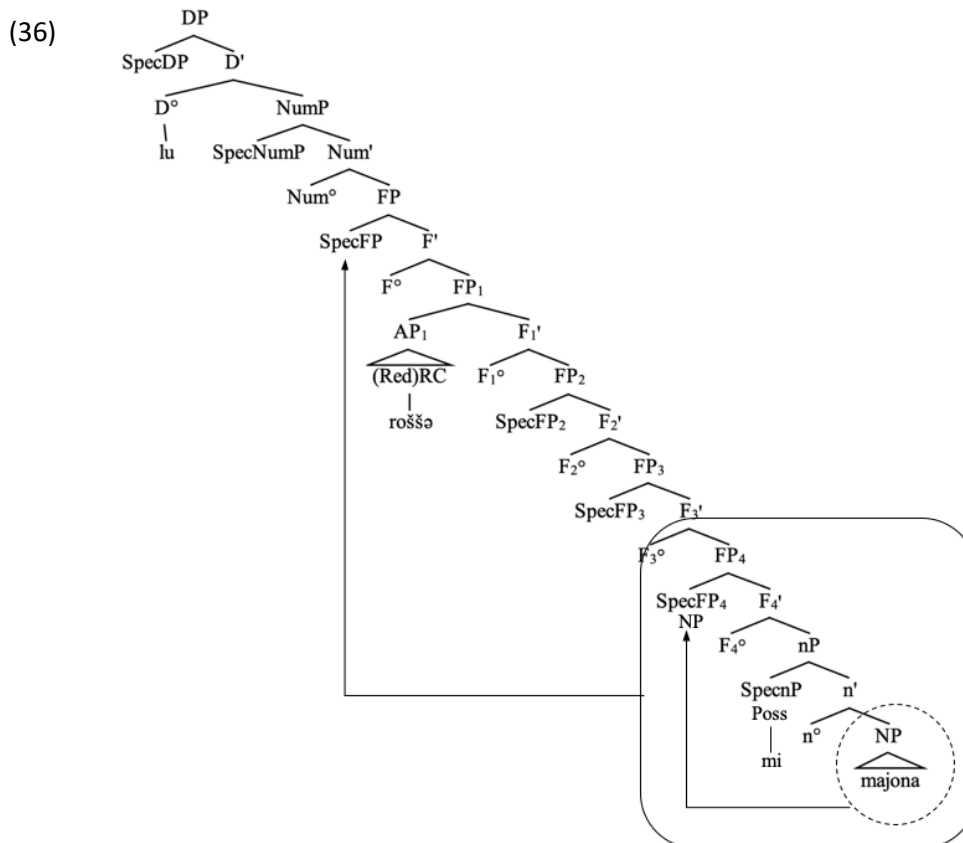 (36)
DP
SpecDP D'
D° NumP
lu SpecNumP Num'
Num° FP
SpecFP F'
F° FP₁
AP₁ F₁'
(Red)RC F₁° FP₂
roššə SpecFP₂ F₂'
F₂° FP₃
SpecFP₃ F₃'
F₃° FP₄
SpecFP₄ F₄'
NP F₄° nP
SpecnP n'
Poss n° NP
mi majona